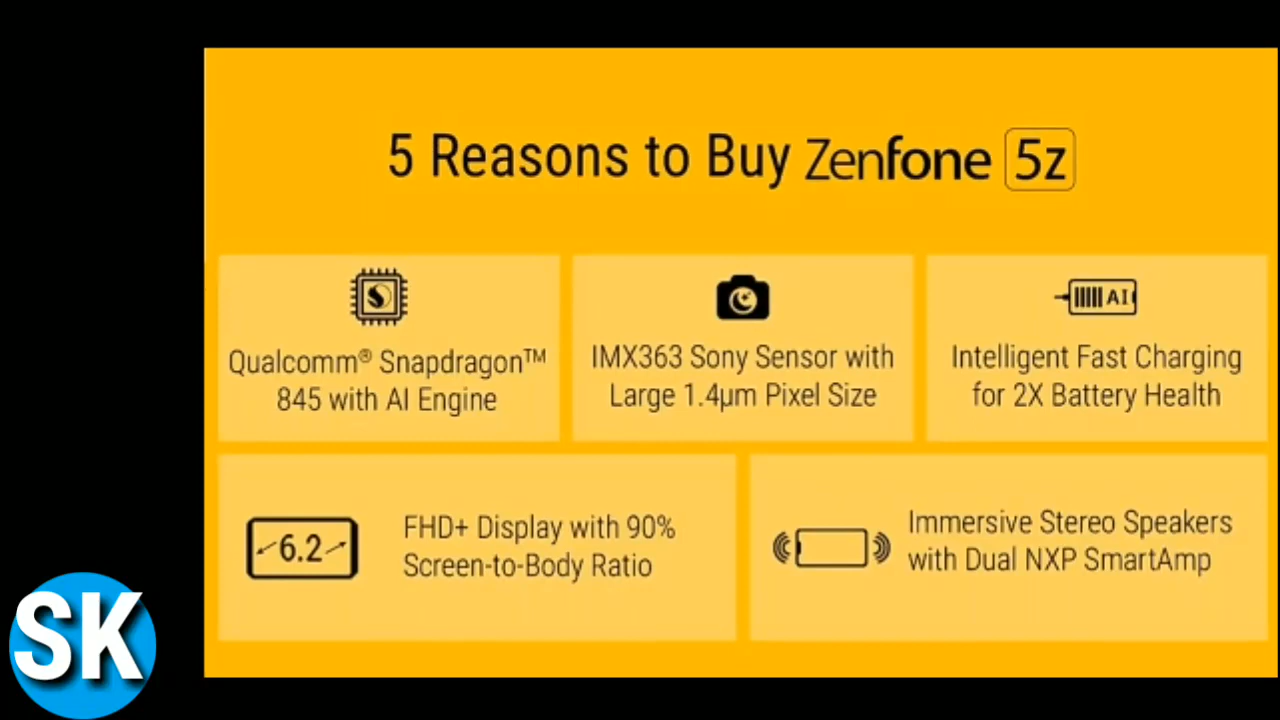 5 Reasons to Buy Zenfone 5z
Qualcomm® Snapdragon™
845 with AI Engine
IMX363 Sony Sensor with
Large 1.4µm Pixel Size
AI
Intelligent Fast Charging
for 2X Battery Health
6.2
FHD+ Display with 90%
Screen-to-Body Ratio
Immersive Stereo Speakers
with Dual NXP SmartAmp
SK